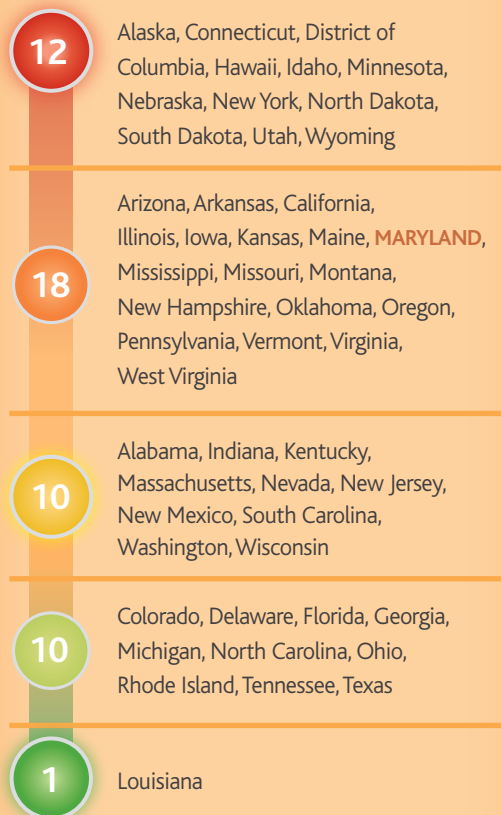 12
Alaska, Connecticut, District of
Columbia, Hawaii, Idaho, Minnesota,
Nebraska, New York, North Dakota,
South Dakota, Utah, Wyoming
18
Arizona, Arkansas, California,
Illinois, Iowa, Kansas, Maine, MARYLAND,
Mississippi, Missouri, Montana,
New Hampshire, Oklahoma, Oregon,
Pennsylvania, Vermont, Virginia,
West Virginia
10
Alabama, Indiana, Kentucky,
Massachusetts, Nevada, New Jersey,
New Mexico, South Carolina,
Washington, Wisconsin
10
Colorado, Delaware, Florida, Georgia,
Michigan, North Carolina, Ohio,
Rhode Island, Tennessee, Texas
1
Louisiana